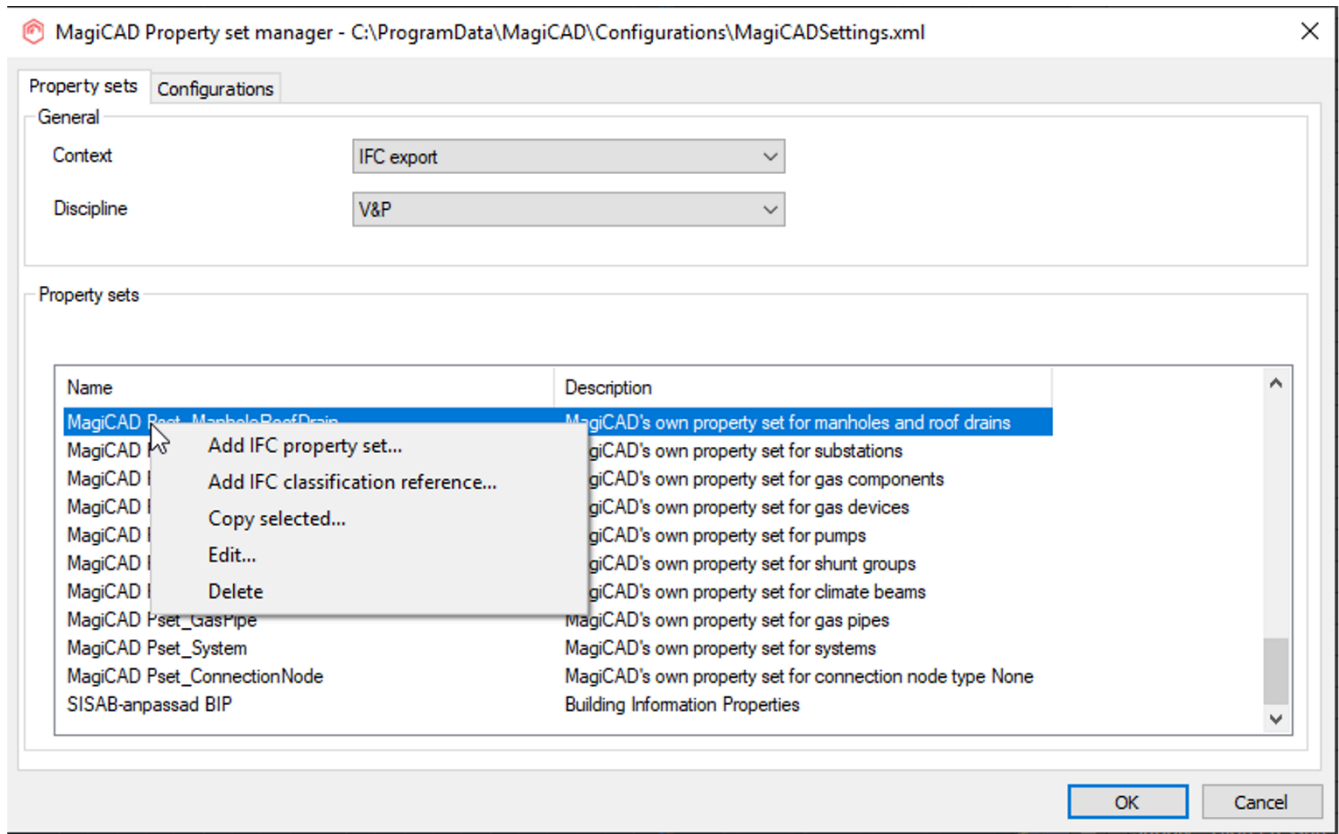 MagiCAD Property set manager - C:\ProgramData\MagiCAD\Configurations\MagiCADSettings.xml
Property sets Configurations
General
Context IFC export
Discipline V&P
Property sets
Name Description
MagiCAD Pset_ManholeRoofDrain MagiCAD's own property set for manholes and roof drains
MagiCAD Add IFC property set... giCAD's own property set for substations
MagiCAD Add IFC classification reference... giCAD's own property set for gas components
MagiCAD Copy selected... giCAD's own property set for gas devices
MagiCAD Edit... giCAD's own property set for pumps
MagiCAD giCAD's own property set for shunt groups
MagiCAD Delete giCAD's own property set for climate beams
MagiCAD Pset_GasPipe MagiCAD's own property set for gas pipes
MagiCAD Pset_System MagiCAD's own property set for systems
MagiCAD Pset_ConnectionNode MagiCAD's own property set for connection node type None
SISAB-anpassad BIP Building Information Properties
OK Cancel